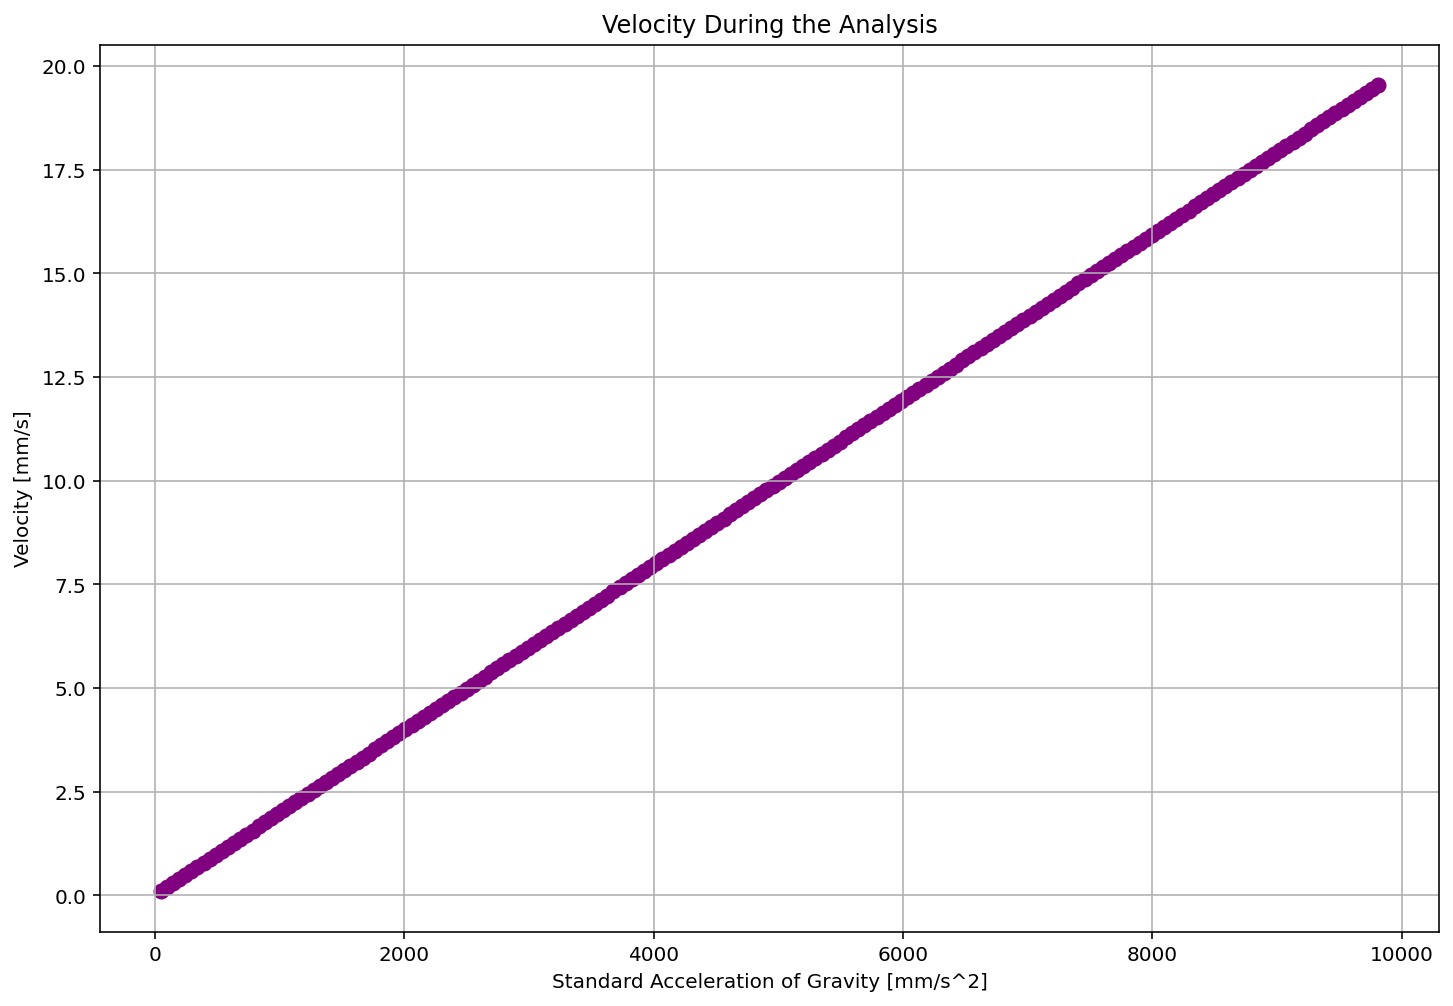 Velocity During the Analysis
20.0
17.5
15.0
12.5
10.0
7.5
5.0
2.5
0.0
Velocity [mm/s]
0 2000 4000 6000 8000 10000
Standard Acceleration of Gravity [mm/s^2]